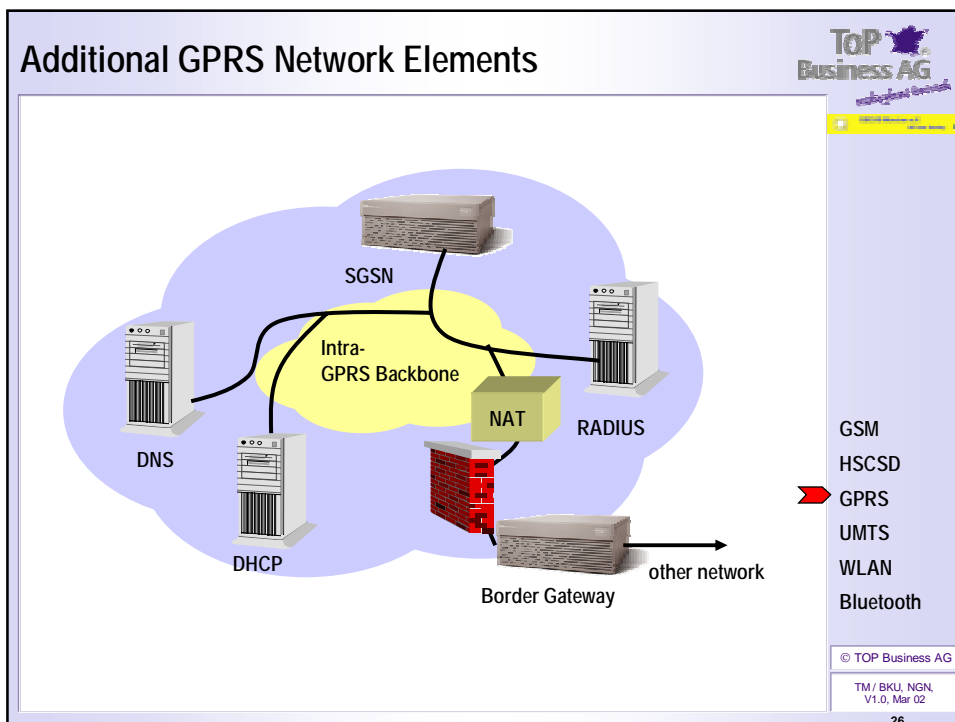 Additional GPRS Network Elements
ToP
Business AG
SGSN
Intra-
GPRS Backbone
NAT
RADIUS
DNS
DHCP
Border Gateway
other network
GSM
HSCSD
GPRS
UMTS
WLAN
Bluetooth
© TOP Business AG
TM / BKU, NGN,
V1.0, Mar 02
26